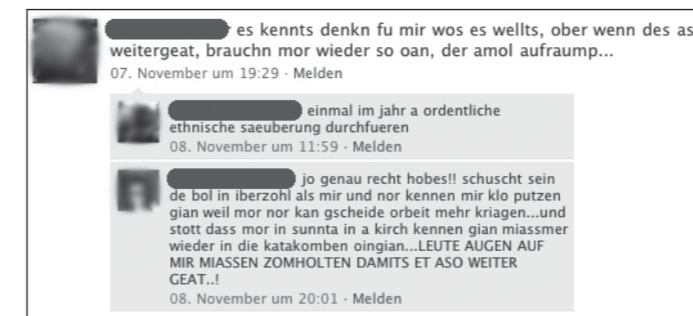 es kennts denkn fu mir wos es wellts, ober wenn des as
weitergeat, brauchn mor wieder so oan, der amol aufraump...
07. November um 19:29 · Melden
einmal im jahr a ordentliche
ethnische saeuberung durchfueren
08. November um 11:59 · Melden
jo genau recht hobes!! schuscht sein
de bol in iberzohl als mir und nor kennen mir klo putzen
gian weil mor nor kan gscheide orbeit mehr kriagen...und
stott dass mor in sunnta in a kirch kennen gian miassmer
wieder in die katakomben oingian...LEUTE AUGEN AUF
MIR MIASSEN ZOMHOLTEN DAMITS ET ASO WEITER
GEAT..!
08. November um 20:01 · Melden